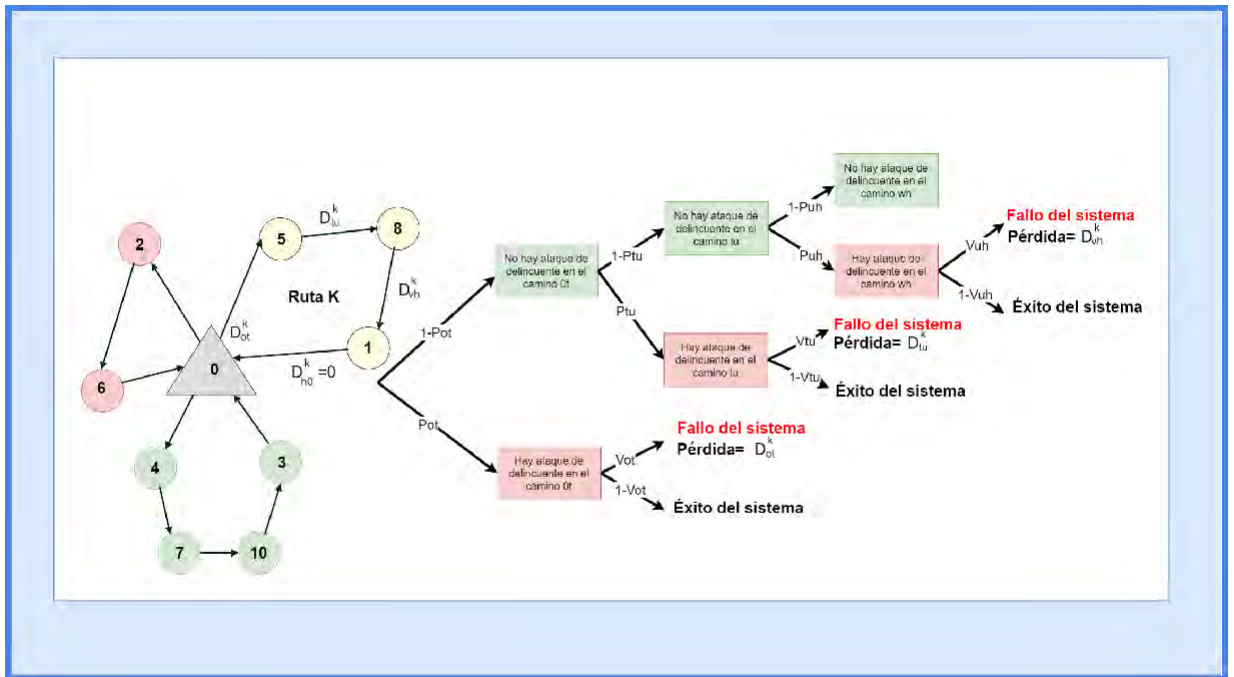 2
6
0
5
8
1
4
3
7
10
Ruta K
D k ot
D k tu
D k vh
D k h0 =0
1-Pot
Pot
No hay ataque de
delincuente en el
camino 0t
Hay ataque de
delincuente en el
camino 0t
1-Ptu
Ptu
No hay ataque de
delincuente en el
camino tu
Hay ataque de
delincuente en el
camino tu
1-Puh
Puh
No hay ataque de
delincuente en el
camino wh
Hay ataque de
delincuente en el
camino wh
Vuh
1-Vuh
Fallo del sistema
Pérdida= D k vh
Éxito del sistema
Vtu
1-Vtu
Fallo del sistema
Pérdida= D k tu
Éxito del sistema
Vot
1-Vot
Fallo del sistema
Pérdida= D k ot
Éxito del sistema